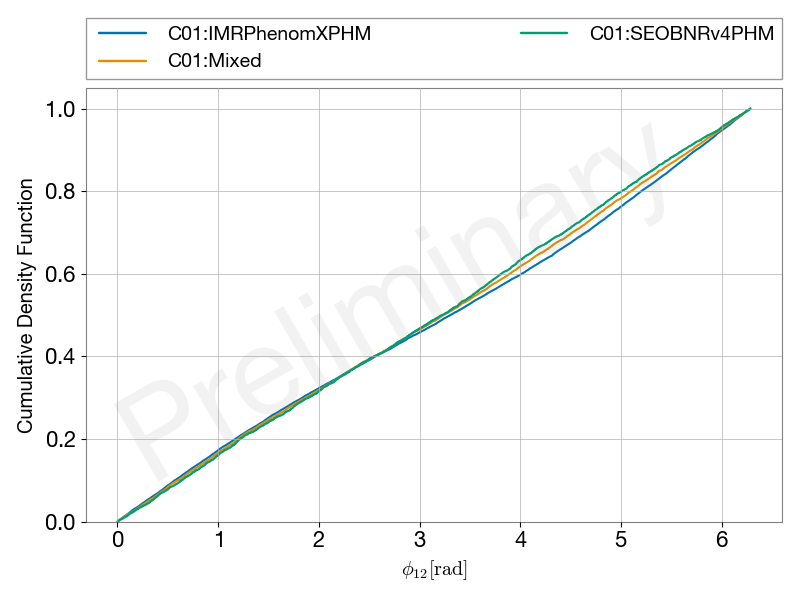 C01:IMRPhenomXPHM
C01:SEOBNRv4PHM
C01:Mixed
Preliminary
Cumulative Density Function
1.0
0.8
0.6
0.4
0.2
0.0
0 1 2 3 4 5 6
ϕ₁₂[rad]